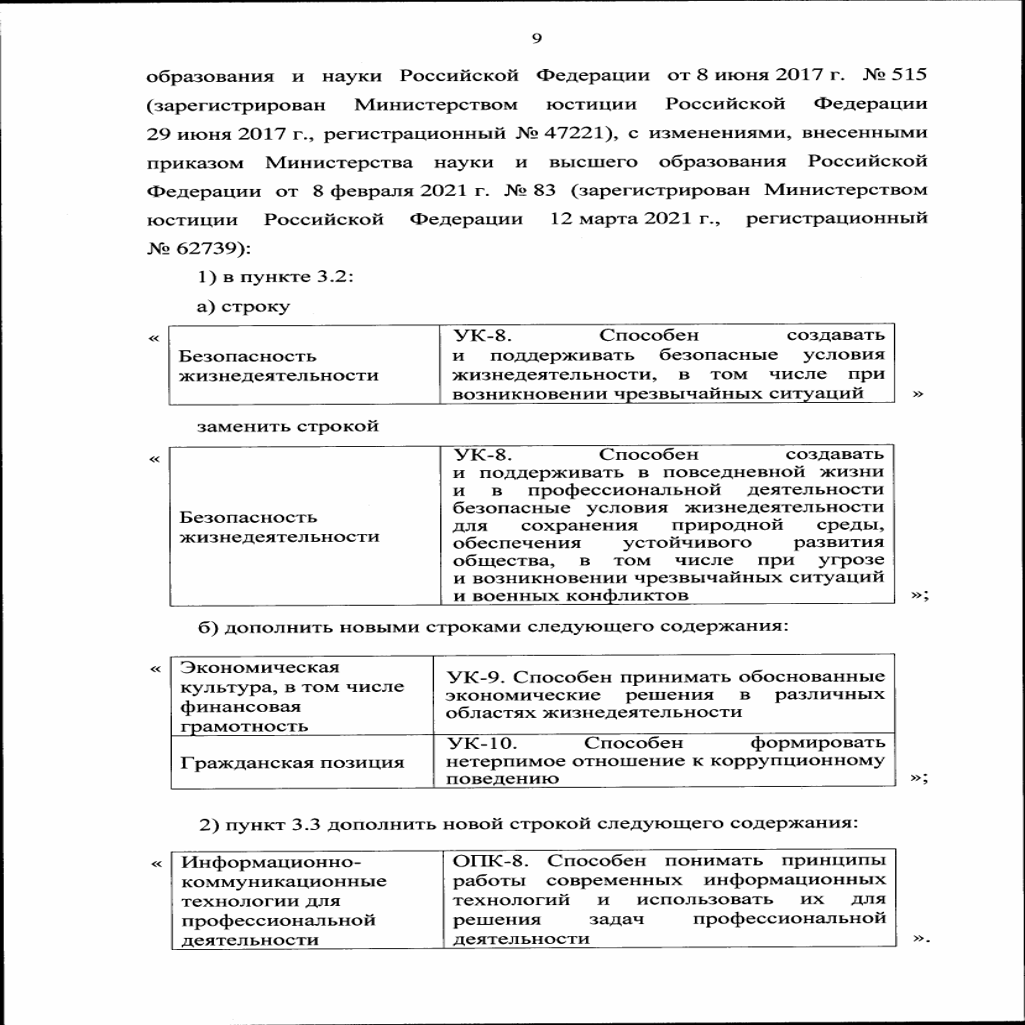 9
образования и науки Российской Федерации от 8 июня 2017 г. № 515
(зарегистрирован Министерством юстиции Российской Федерации
29 июня 2017 г., регистрационный № 47221), с изменениями, внесенными
приказом Министерства науки и высшего образования Российской
Федерации от 8 февраля 2021 г. № 83 (зарегистрирован Министерством
юстиции Российской Федерации 12 марта 2021 г., регистрационный
№ 62739):
1) в пункте 3.2:
а) строку
«
Безопасность
жизнедеятельности
УК-8. Способен создавать
и поддерживать безопасные условия
жизнедеятельности, в том числе при
возникновении чрезвычайных ситуаций
»
заменить строкой
«
Безопасность
жизнедеятельности
УК-8. Способен создавать
и поддерживать в повседневной жизни
и в профессиональной деятельности
безопасные условия жизнедеятельности
для сохранения природной среды,
обеспечения устойчивого развития
общества, в том числе при угрозе
и возникновении чрезвычайных ситуаций
и военных конфликтов
»;
б) дополнить новыми строками следующего содержания:
«
Экономическая
культура, в том числе
финансовая
грамотность
УК-9. Способен принимать обоснованные
экономические решения в различных
областях жизнедеятельности
Гражданская позиция
УК-10. Способен формировать
нетерпимое отношение к коррупционному
поведению
»;
2) пункт 3.3 дополнить новой строкой следующего содержания:
«
Информационно-
коммуникационные
технологии для
профессиональной
деятельности
ОПК-8. Способен понимать принципы
работы современных информационных
технологий и использовать их для
решения задач профессиональной
деятельности
».